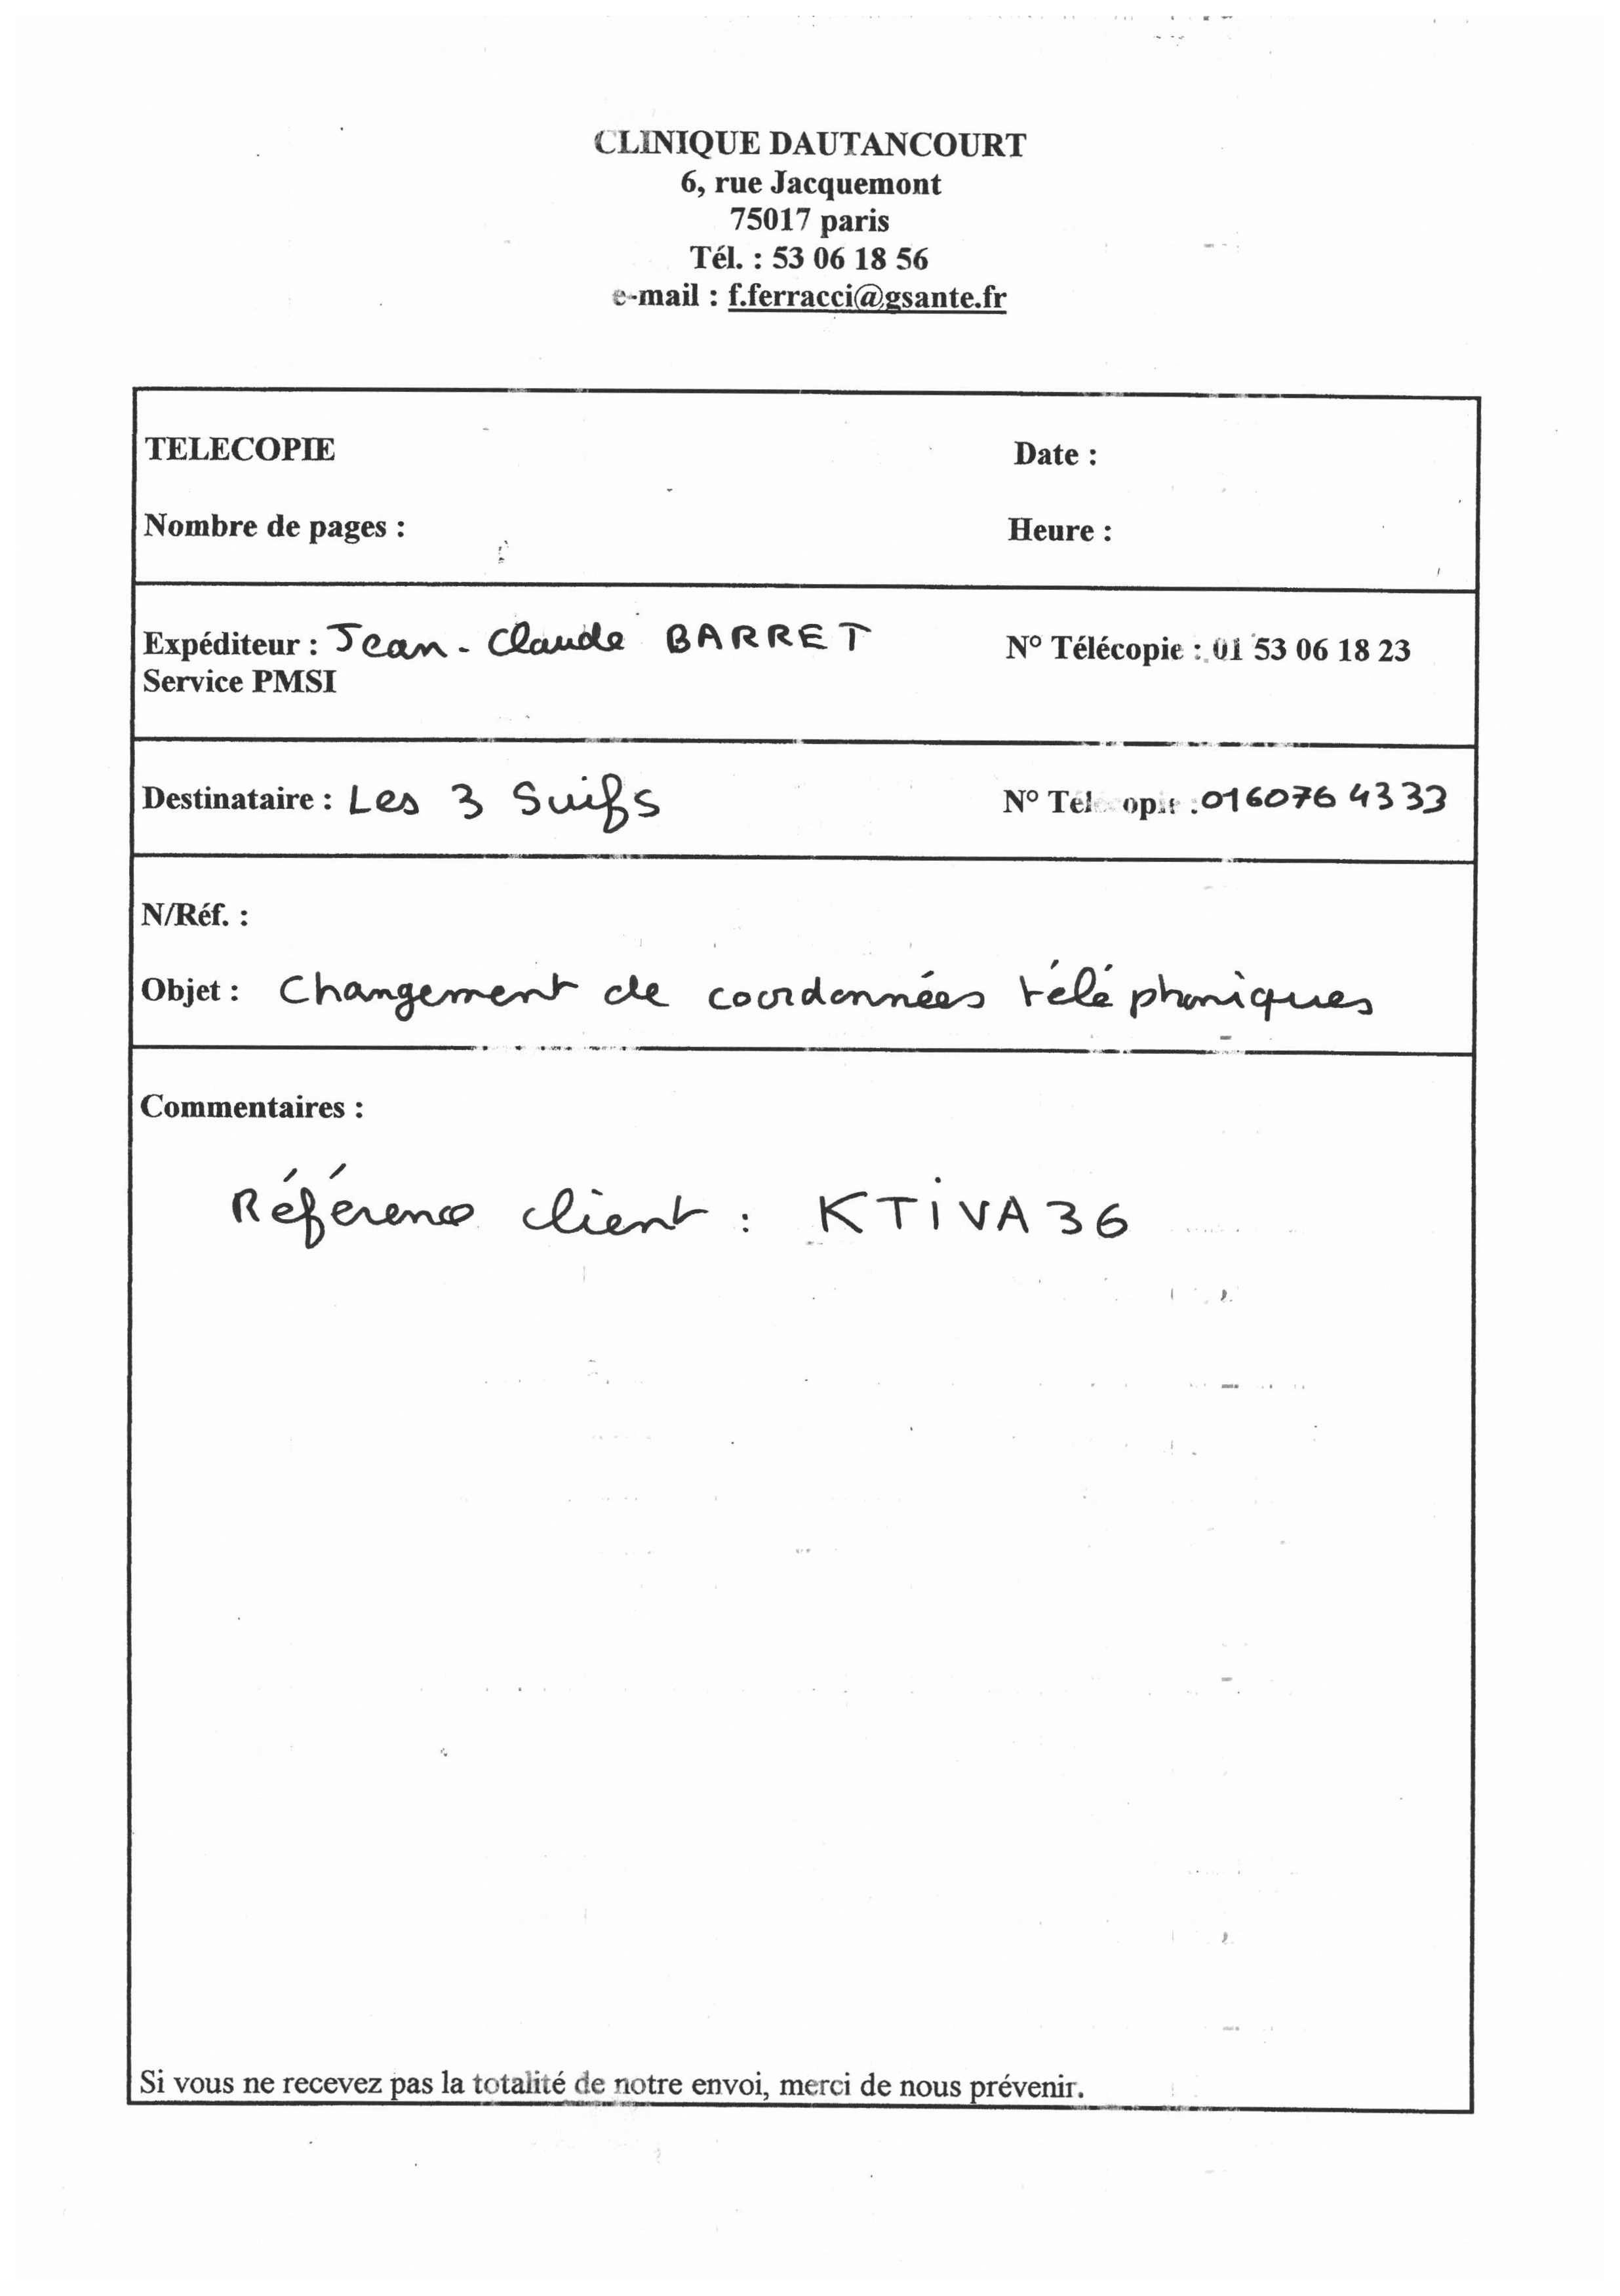 CLINIQUE DAUTANCOURT
6, rue Jacquemont
75017 paris
Tél. : 53 06 18 56
e-mail : f.ferracci@gsante.fr
TELECOPIE Date :
Nombre de pages : Heure :
Expéditeur : Jean-Claude BARRET N° Télécopie : 01 53 06 18 23
Service PMSI
Destinataire : Les 3 Suifs N° Télécopie : 0160764333
N/Réf. :
Objet : Changement de coordonnées téléphoniques
Commentaires :
Référence client : KTIVA36
Si vous ne recevez pas la totalité de notre envoi, merci de nous prévenir.